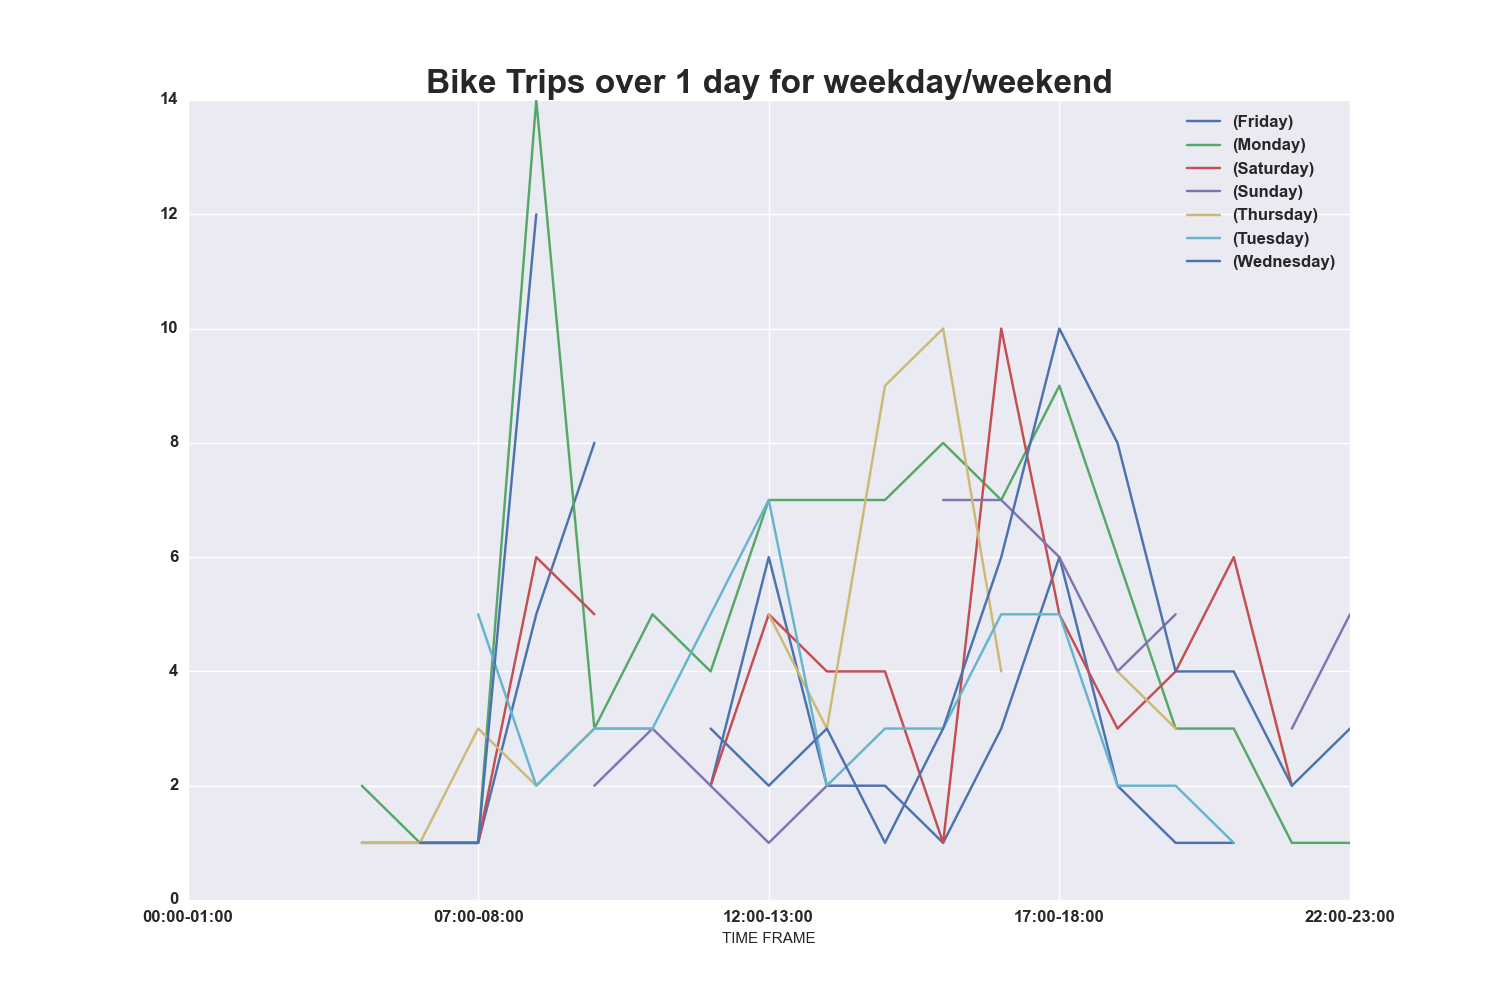 Bike Trips over 1 day for weekday/weekend
14
12
10
8
6
4
2
0
(Friday)
(Monday)
(Saturday)
(Sunday)
(Thursday)
(Tuesday)
(Wednesday)
00:00-01:00 07:00-08:00 12:00-13:00 17:00-18:00 22:00-23:00
TIME FRAME